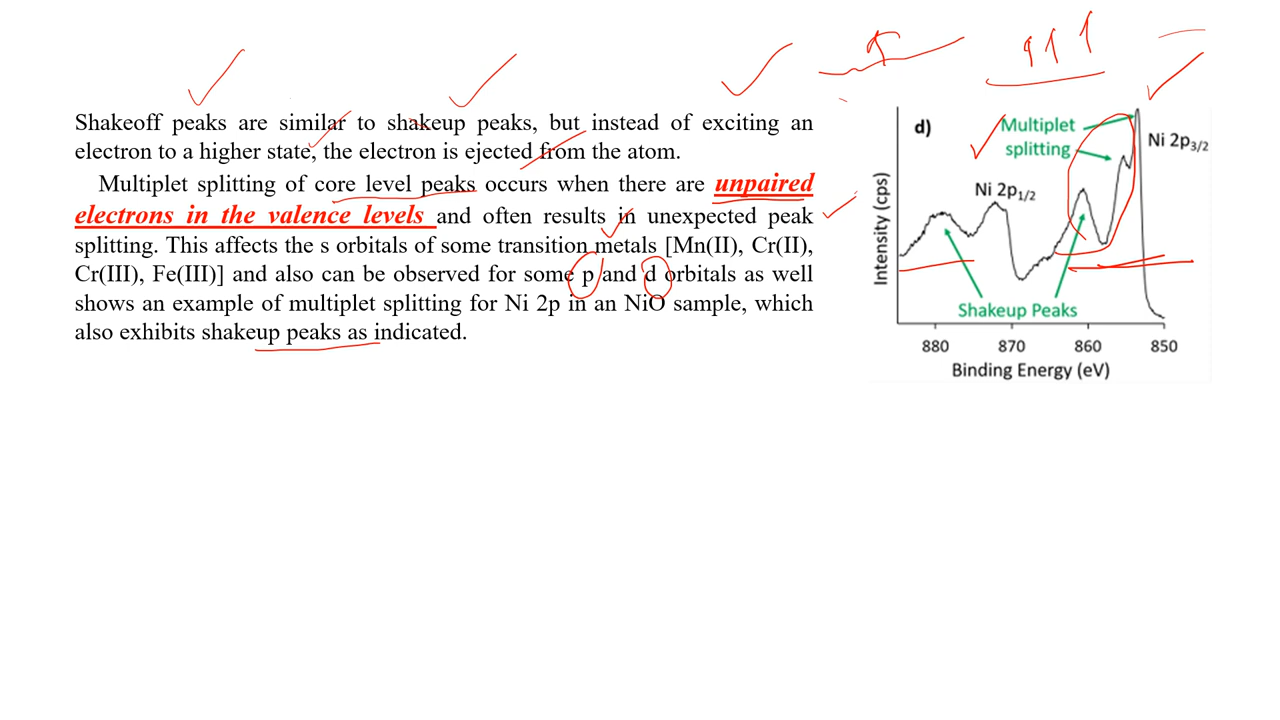 Shakeoff peaks are similar to shakeup peaks, but instead of exciting an
electron to a higher state, the electron is ejected from the atom.
Multiplet splitting of core level peaks occurs when there are unpaired
electrons in the valence levels and often results in unexpected peak
splitting. This affects the s orbitals of some transition metals [Mn(II), Cr(II),
Cr(III), Fe(III)] and also can be observed for some p and d orbitals as well
shows an example of multiplet splitting for Ni 2p in an NiO sample, which
also exhibits shakeup peaks as indicated.
d)
Multiplet
splitting
Ni 2p3/2
Ni 2p1/2
Intensity (cps)
Shakeup Peaks
880 870 860 850
Binding Energy (eV)